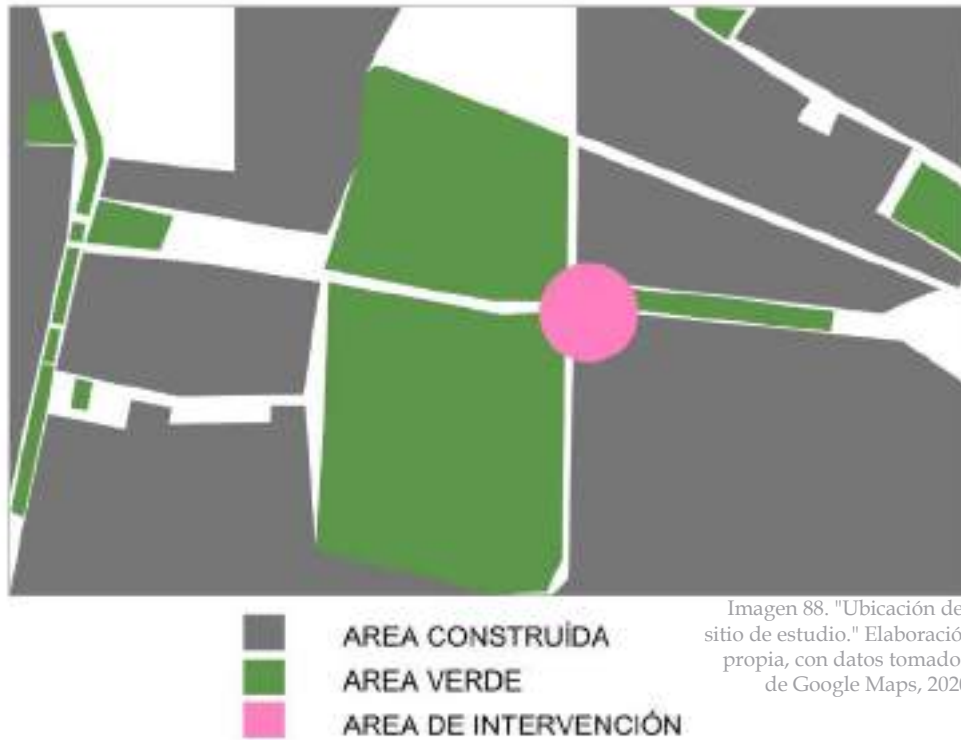 AREA CONSTRUÍDA
AREA VERDE
AREA DE INTERVENCIÓN
Imagen 88. "Ubicación de
sitio de estudio." Elaboració
propia, con datos tomado
de Google Maps, 202